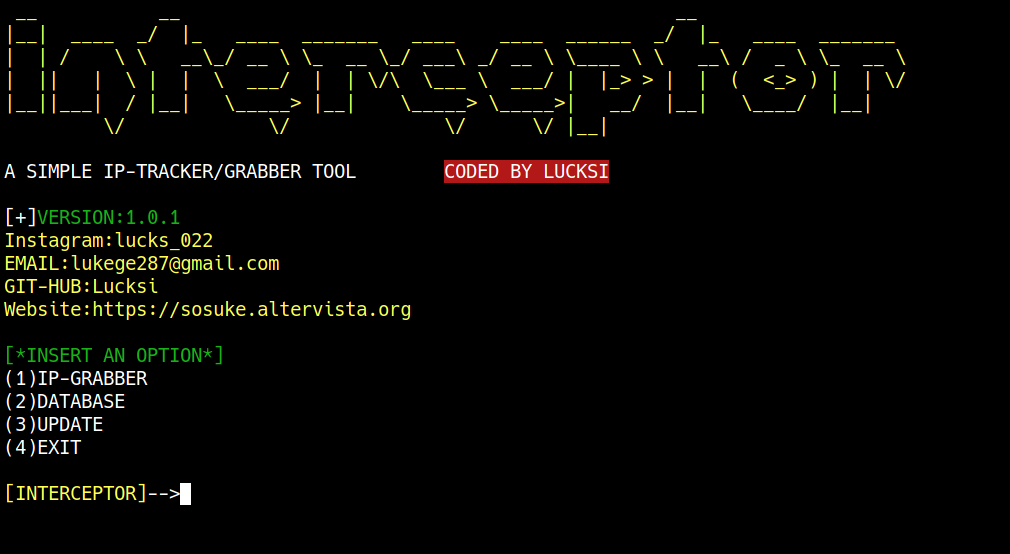 interceptor
A SIMPLE IP-TRACKER/GRABBER TOOL CODED BY LUCKSI
[+]VERSION:1.0.1
Instagram:lucks_022
EMAIL:lukege287@gmail.com
GIT-HUB:Lucksi
Website:https://sosuke.altervista.org
[*INSERT AN OPTION*]
(1)IP-GRABBER
(2)DATABASE
(3)UPDATE
(4)EXIT
[INTERCEPTOR]-->